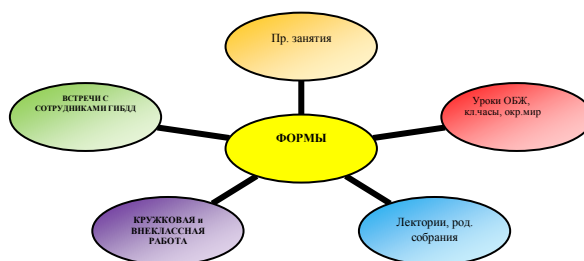 Пр. занятия
ВСТРЕЧИ С
СОТРУДНИКАМИ ГИБДД
Уроки ОБЖ,
кл.часы, окр.мир
ФОРМЫ
КРУЖКОВАЯ и
ВНЕКЛАССНАЯ
РАБОТА
Лектории, род.
собрания